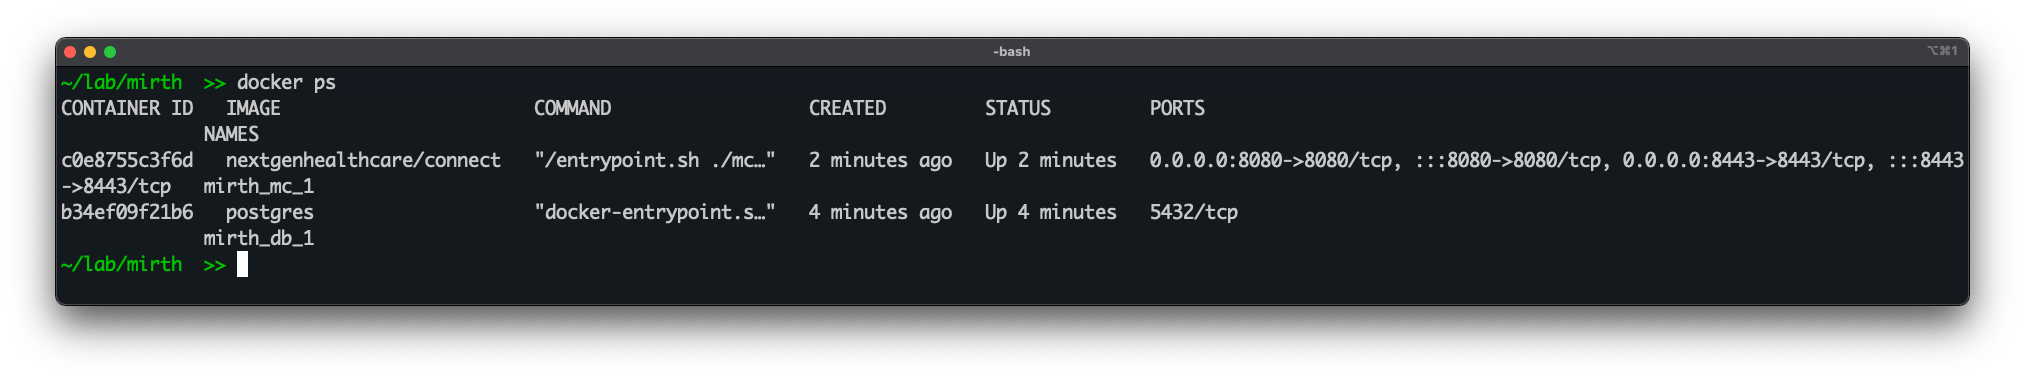 -bash
⌥⌘1
~/lab/mirth >> docker ps
CONTAINER ID IMAGE COMMAND CREATED STATUS PORTS
NAMES
c0e8755c3f6d nextgenhealthcare/connect "/entrypoint.sh ./mc…" 2 minutes ago Up 2 minutes 0.0.0.0:8080->8080/tcp, :::8080->8080/tcp, 0.0.0.0:8443->8443/tcp, :::8443
->8443/tcp mirth_mc_1
b34ef09f21b6 postgres "docker-entrypoint.s…" 4 minutes ago Up 4 minutes 5432/tcp
mirth_db_1
~/lab/mirth >>